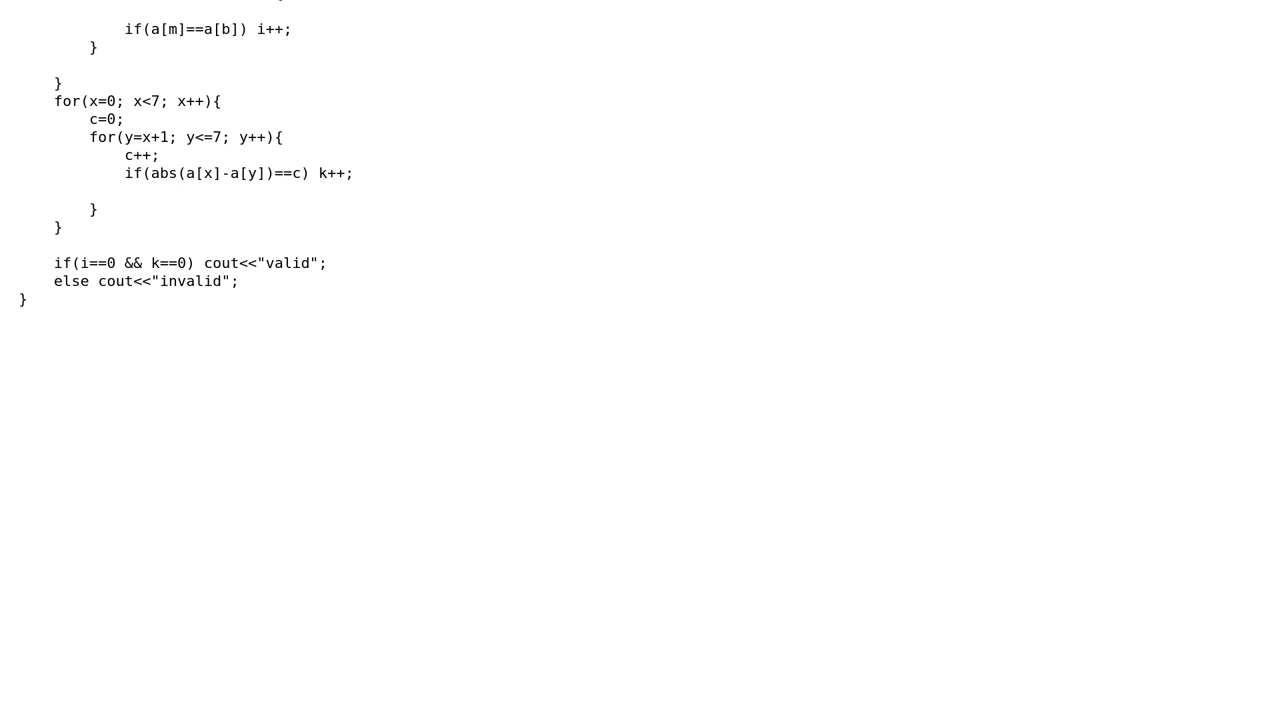 if(a[m]==a[b]) i++;
}
}
for(x=0; x<7; x++){
c=0;
for(y=x+1; y<=7; y++){
c++;
if(abs(a[x]-a[y])==c) k++;
}
}
if(i==0 && k==0) cout<<"valid";
else cout<<"invalid";
}